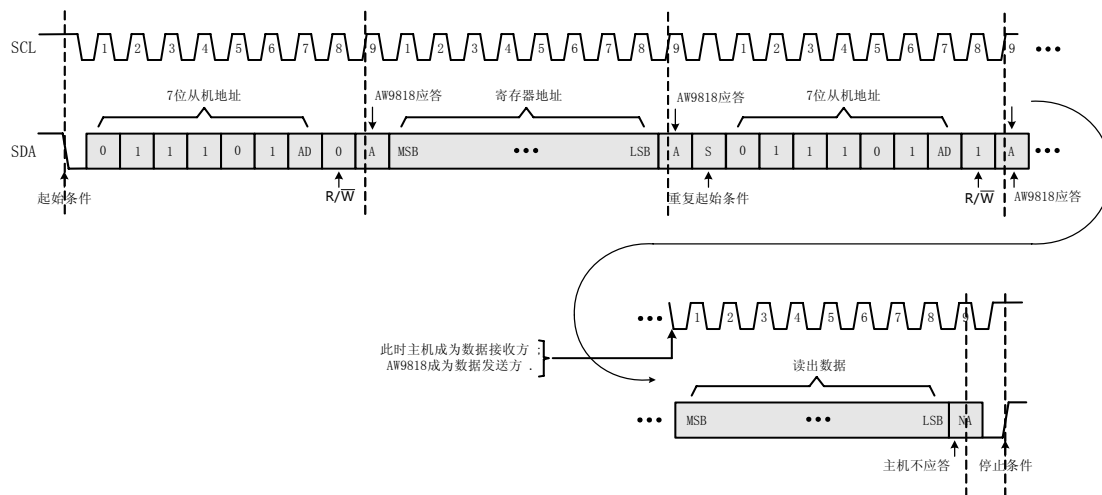 SCL 1 2 3 4 5 6 7 8 9 1 2 3 4 5 6 7 8 9 1 2 3 4 5 6 7 8 9 •••
7位从机地址 AW9818应答 寄存器地址 AW9818应答 7位从机地址
SDA 0 1 1 1 0 1 AD 0 A MSB ••• LSB A S 0 1 1 1 0 1 AD 1 A •••
起始条件 R/W̅ 重复起始条件 R/W̅ AW9818应答
••• 1 2 3 4 5 6 7 8 9
此时主机成为数据接收方;
AW9818成为数据发送方.
读出数据
••• MSB ••• LSB NA
主机不应答 停止条件